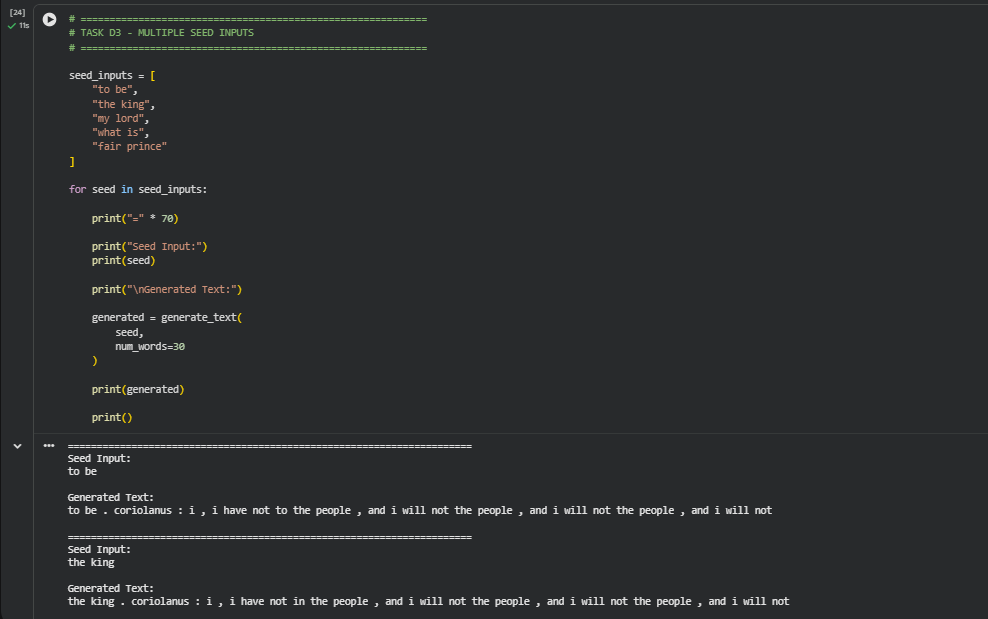 [24]
11s
# ============================================================
# TASK D3 - MULTIPLE SEED INPUTS
# ============================================================
seed_inputs = [
    "to be",
    "the king",
    "my lord",
    "what is",
    "fair prince"
]
for seed in seed_inputs:
    print("=" * 70)
    print("Seed Input:")
    print(seed)
    print("\nGenerated Text:")
    generated = generate_text(
        seed,
        num_words=30
    )
    print(generated)
    print()
======================================================================
Seed Input:
to be
Generated Text:
to be . coriolanus : i , i have not to the people , and i will not the people , and i will not the people , and i will not
======================================================================
Seed Input:
the king
Generated Text:
the king . coriolanus : i , i have not in the people , and i will not the people , and i will not the people , and i will not